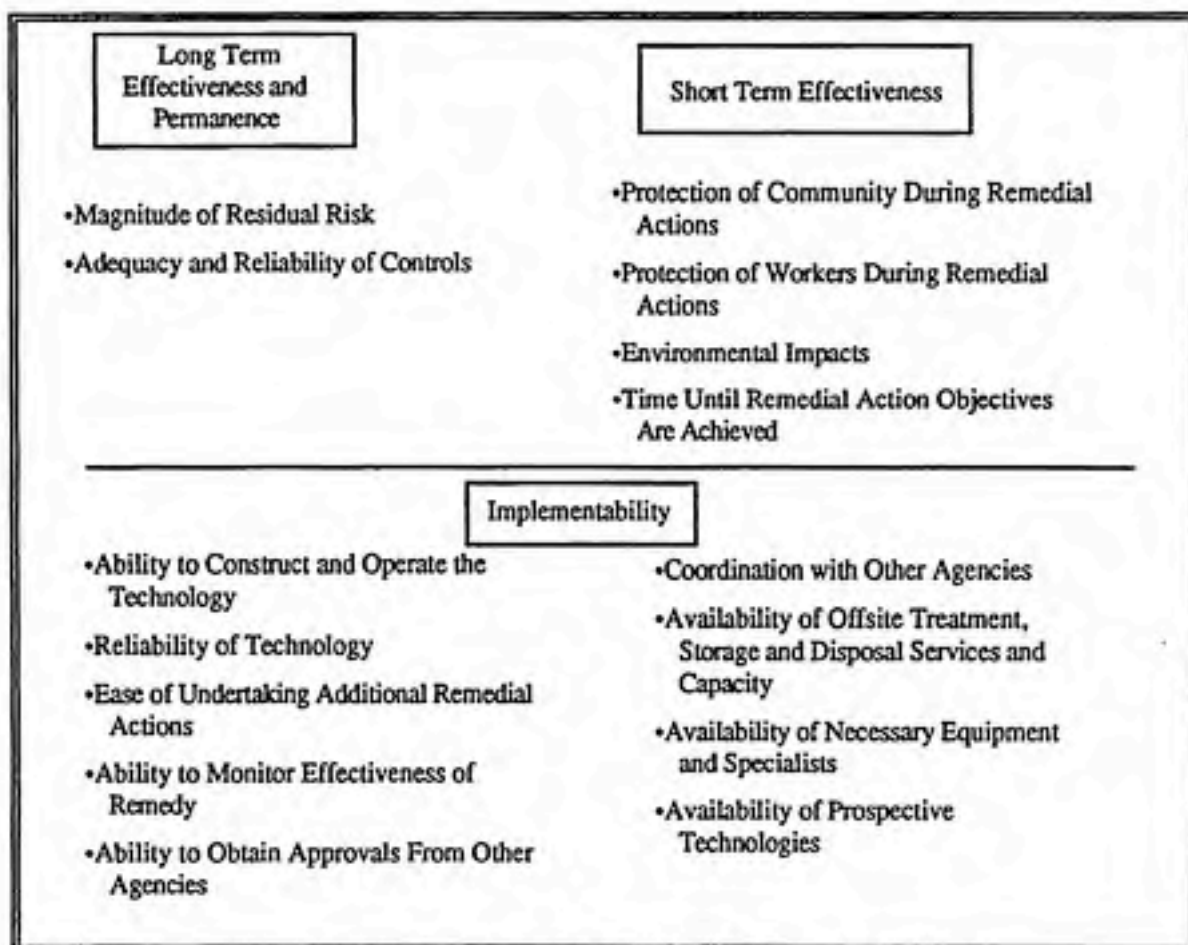 Long Term
Effectiveness and
Permanence
•Magnitude of Residual Risk
•Adequacy and Reliability of Controls
Short Term Effectiveness
•Protection of Community During Remedial
Actions
•Protection of Workers During Remedial
Actions
•Environmental Impacts
•Time Until Remedial Action Objectives
Are Achieved
Implementability
•Ability to Construct and Operate the
Technology
•Reliability of Technology
•Ease of Undertaking Additional Remedial
Actions
•Ability to Monitor Effectiveness of
Remedy
•Ability to Obtain Approvals From Other
Agencies
•Coordination with Other Agencies
•Availability of Offsite Treatment,
Storage and Disposal Services and
Capacity
•Availability of Necessary Equipment
and Specialists
•Availability of Prospective
Technologies